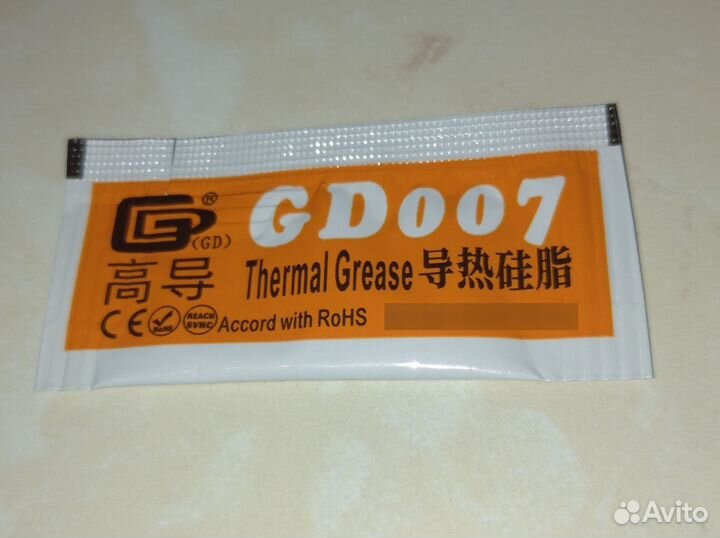 GD007
GD ®
(GD)
高导
Thermal Grease 导热硅脂
CE RoHS REACH SVHC Accord with RoHS
Avito